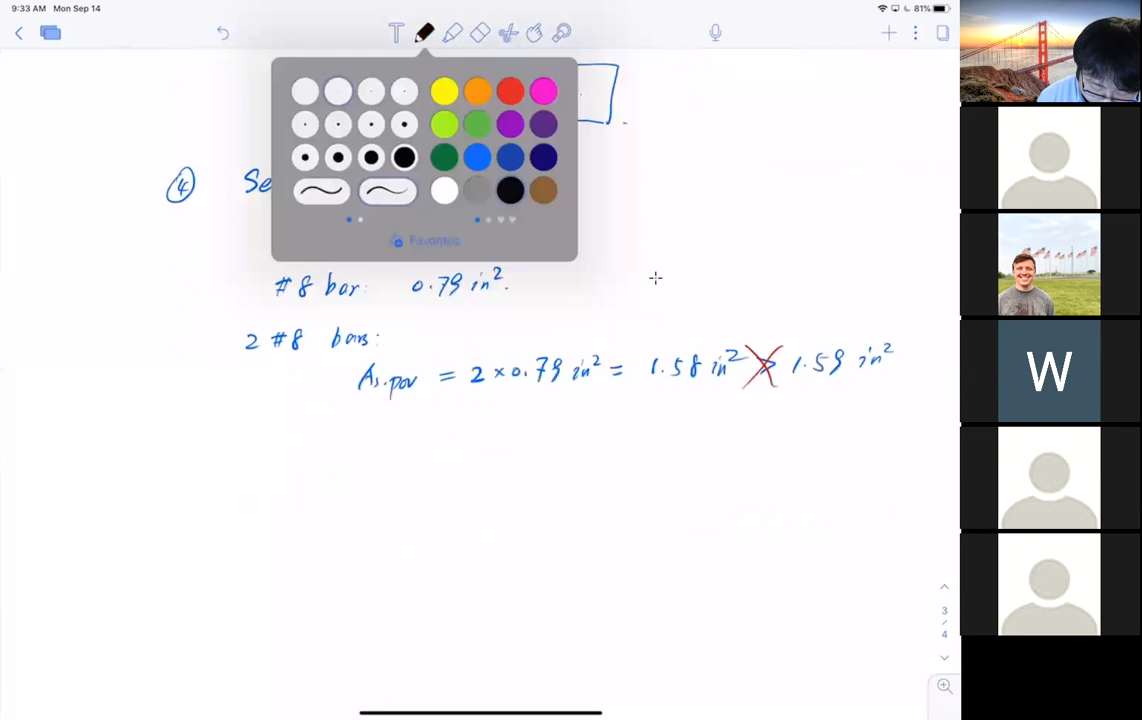 9:33 AM Mon Sep 14
81%
④ Se
Favorites
# 8 bar: 0.79 in².
2 #8 bars:
As.prov = 2 × 0.79 in² = 1.58 in² > 1.59 in²
W
3
/
4